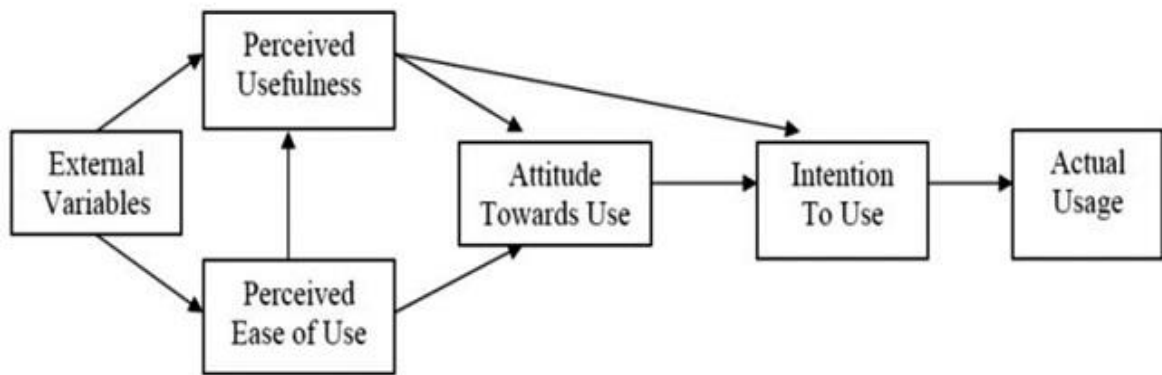 Perceived
Usefulness
External
Variables
Attitude
Towards Use
Intention
To Use
Actual
Usage
Perceived
Ease of Use